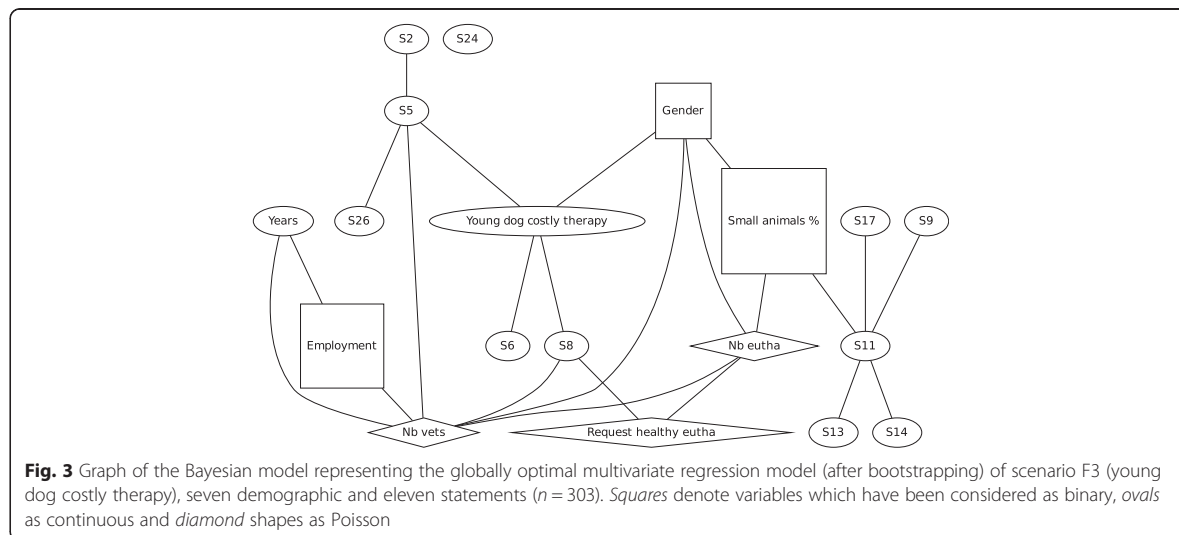 S2 S24
S5 Gender
Years S26 Young dog costly therapy Small animals % S17 S9
Employment S6 S8 Nb eutha S11
Nb vets Request healthy eutha S13 S14
Fig. 3 Graph of the Bayesian model representing the globally optimal multivariate regression model (after bootstrapping) of scenario F3 (young
dog costly therapy), seven demographic and eleven statements (n = 303). Squares denote variables which have been considered as binary, ovals
as continuous and diamond shapes as Poisson